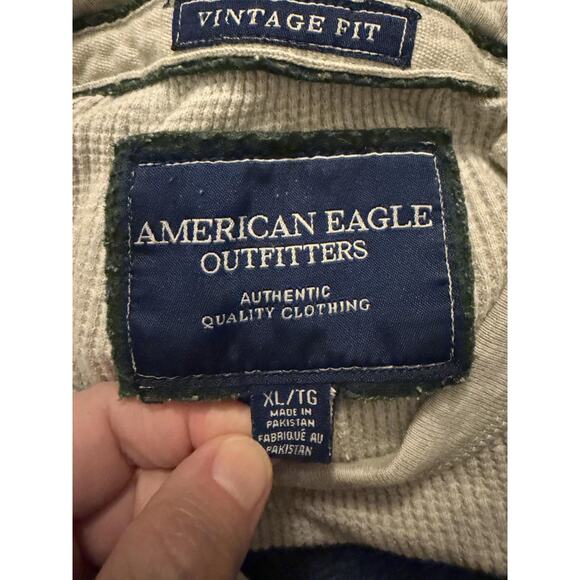 VINTAGE FIT
AMERICAN EAGLE
OUTFITTERS
AUTHENTIC
QUALITY CLOTHING
XL/TG
MADE IN
PAKISTAN
FABRIQUÉ AU
PAKISTAN